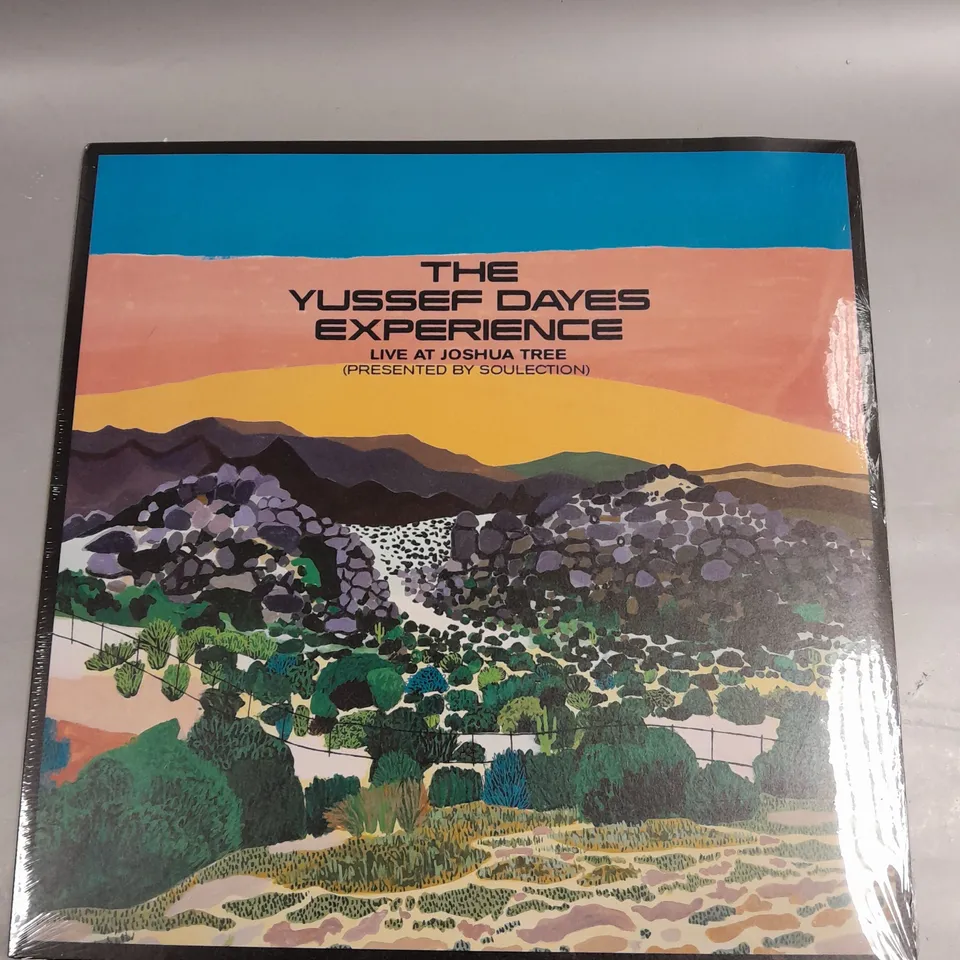 THE
YUSSEF DAYES
EXPERIENCE
LIVE AT JOSHUA TREE
(PRESENTED BY SOULECTION)